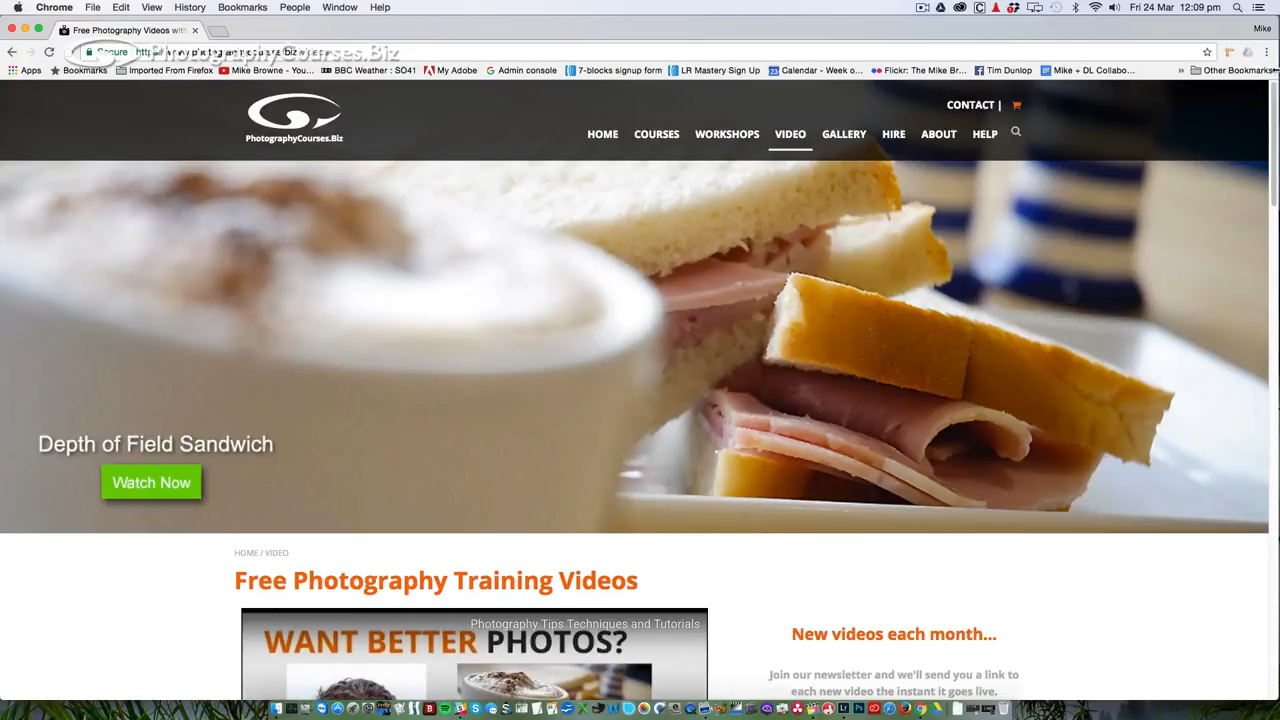 Chrome File Edit View History Bookmarks People Window Help Fri 24 Mar 12:09 pm
Free Photography Videos with Mike
Secure https://www.photographycourses.biz
PhotographyCourses.Biz
Apps Bookmarks Imported From Firefox Mike Browne - You... BBC Weather : SO41 My Adobe Admin console 7-blocks signup form LR Mastery Sign Up Calendar - Week o... Flickr: The Mike Br... Tim Dunlop Mike + DL Collabo... » Other Bookmarks
CONTACT |
PhotographyCourses.Biz
HOME COURSES WORKSHOPS VIDEO GALLERY HIRE ABOUT HELP
Depth of Field Sandwich
Watch Now
HOME / VIDEO
Free Photography Training Videos
Photography Tips Techniques and Tutorials
WANT BETTER PHOTOS?
New videos each month...
Join our newsletter and we'll send you a link to
each new video the instant it goes live.